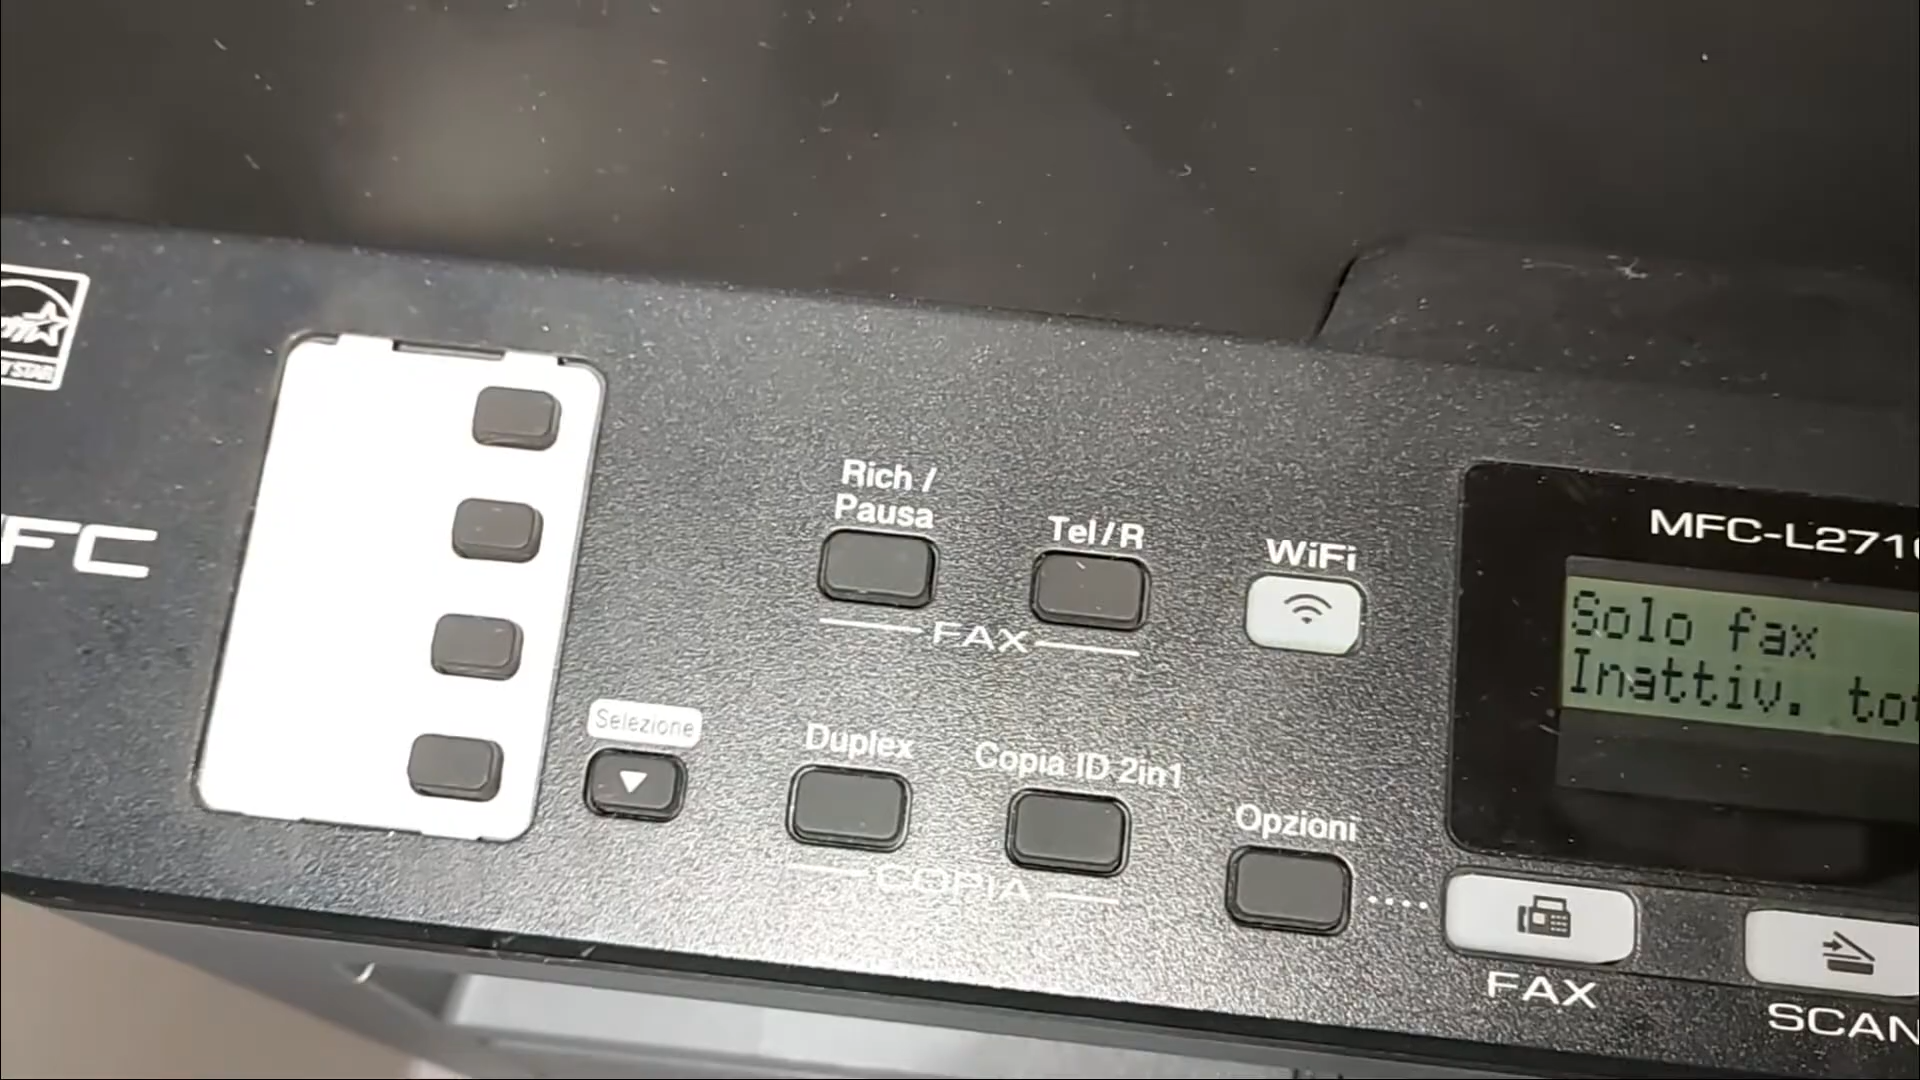 FC
Rich /
Pausa
Tel/R
WiFi
FAX
MFC-L271
Solo fax
Inattiv.
Selezione
Duplex
Copia ID 2in1
COPIA
Opzioni
FAX
SCAN